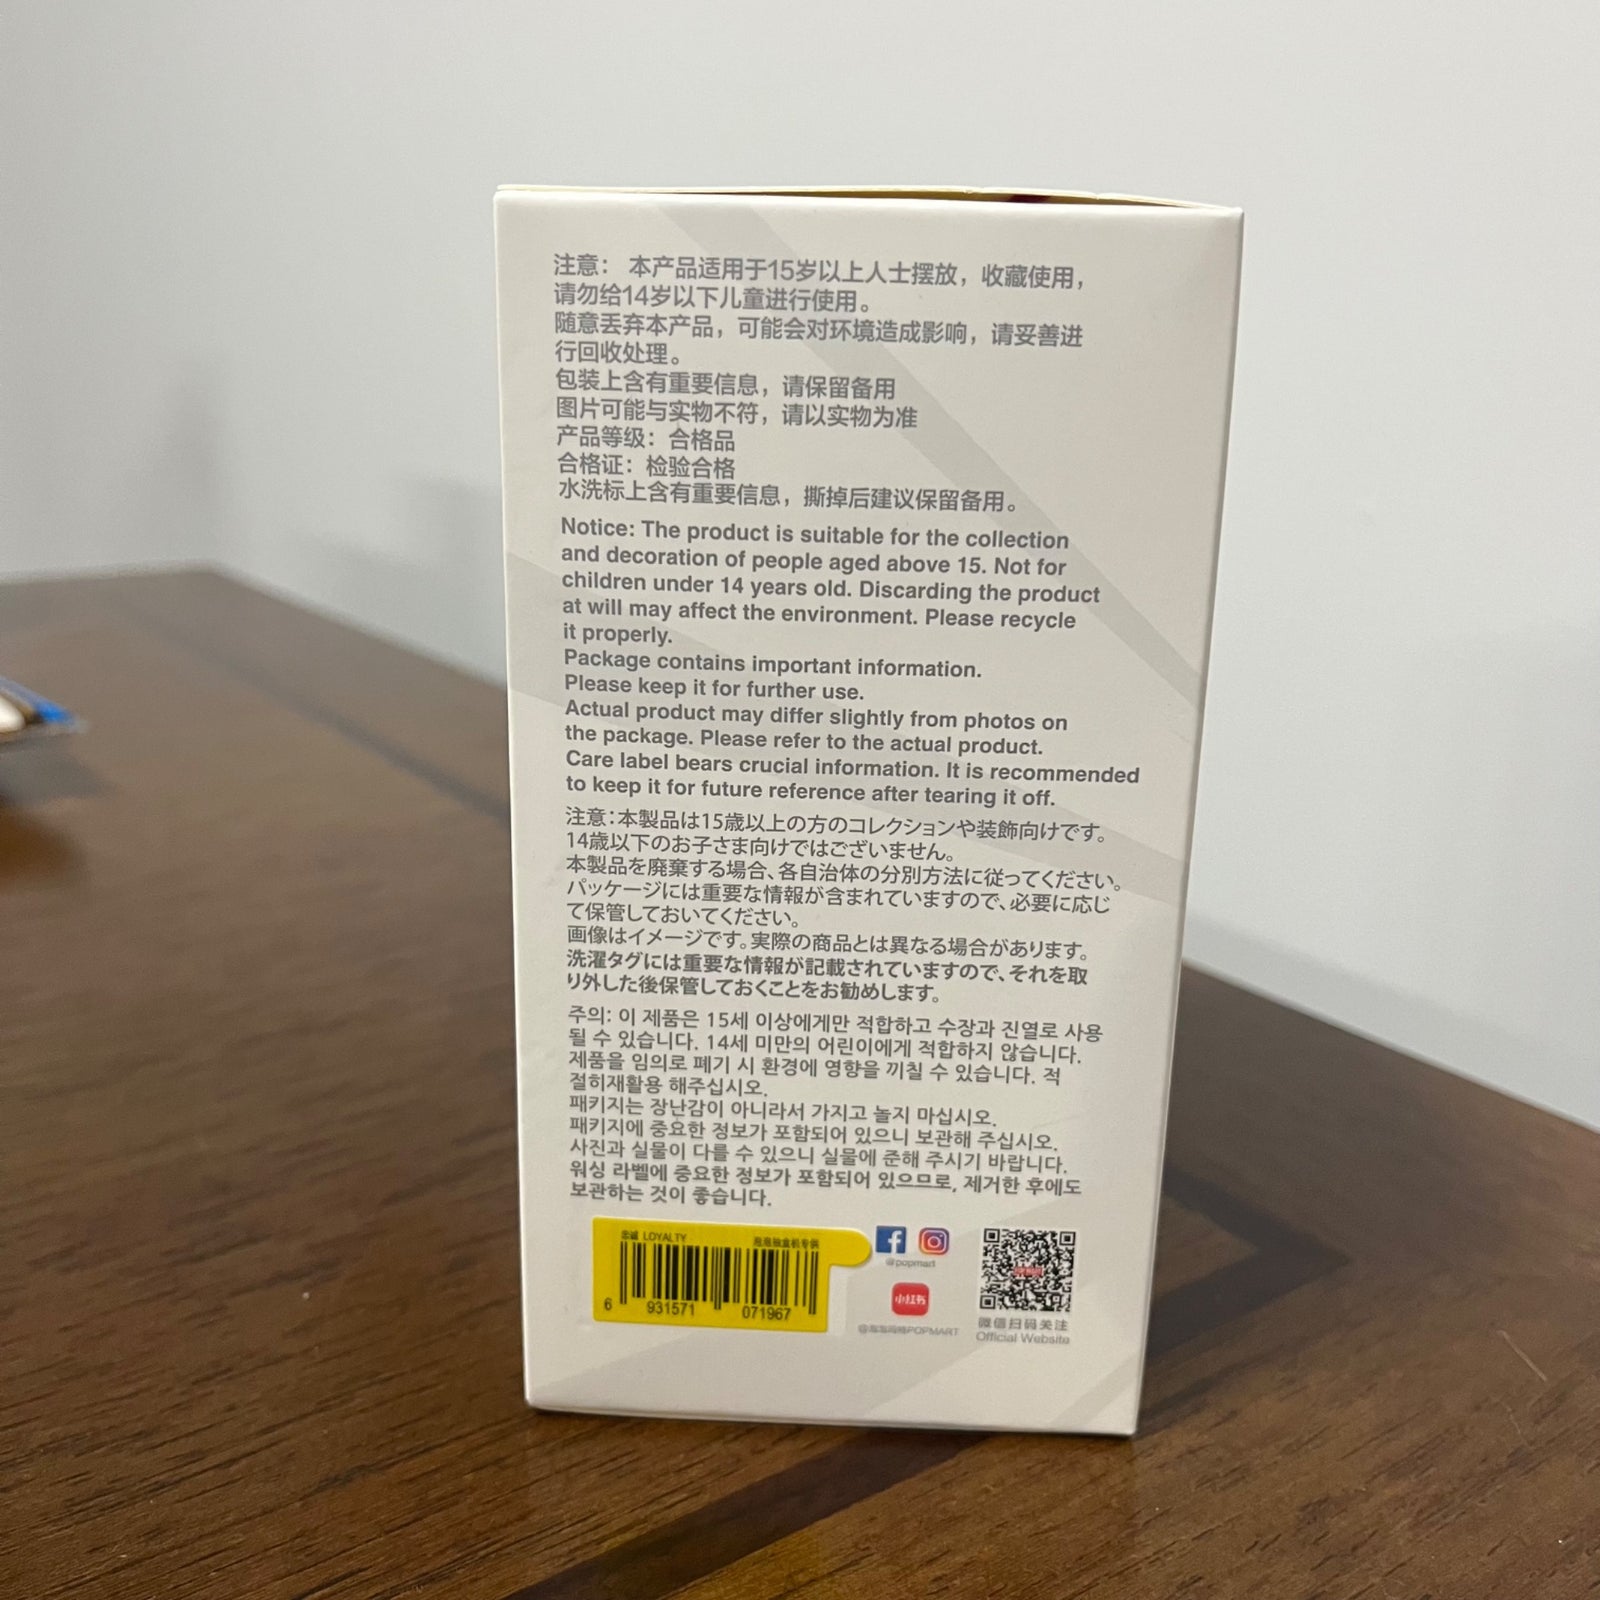 注意： 本产品适用于15岁以上人士摆放，收藏使用，
请勿给14岁以下儿童进行使用。
随意丢弃本产品，可能会对环境造成影响，请妥善进
行回收处理。
包装上含有重要信息，请保留备用
图片可能与实物不符，请以实物为准
产品等级：合格品
合格证：检验合格
水洗标上含有重要信息，撕掉后建议保留备用。
Notice: The product is suitable for the collection
and decoration of people aged above 15. Not for
children under 14 years old. Discarding the product
at will may affect the environment. Please recycle
it properly.
Package contains important information.
Please keep it for further use.
Actual product may differ slightly from photos on
the package. Please refer to the actual product.
Care label bears crucial information. It is recommended
to keep it for future reference after tearing it off.
注意：本製品は15歳以上の方のコレクションや装飾向けです。
14歳以下のお子さま向けではございません。
本製品を廃棄する場合、各自治体の分別方法に従ってください。
パッケージには重要な情報が含まれていますので、必要に応じ
て保管しておいてください。
画像はイメージです。実際の商品とは異なる場合があります。
洗濯タグには重要な情報が記載されていますので、それを取
り外した後保管しておくことをお勧めします。
주의: 이 제품은 15세 이상에게만 적합하고 수장과 진열로 사용
될 수 있습니다. 14세 미만의 어린이에게 적합하지 않습니다.
제품을 임의로 폐기 시 환경에 영향을 끼칠 수 있습니다. 적
절히재활용 해주십시오.
패키지는 장난감이 아니라서 가지고 놀지 마십시오.
패키지에 중요한 정보가 포함되어 있으니 보관해 주십시오.
사진과 실물이 다를 수 있으니 실물에 준해 주시기 바랍니다.
워싱 라벨에 중요한 정보가 포함되어 있으므로, 제거한 후에도
보관하는 것이 좋습니다.
忠诚 LOYALTY
6 931571 071967
@popmart
小红书
@泡泡玛特POPMART
微信扫码关注
Official Website